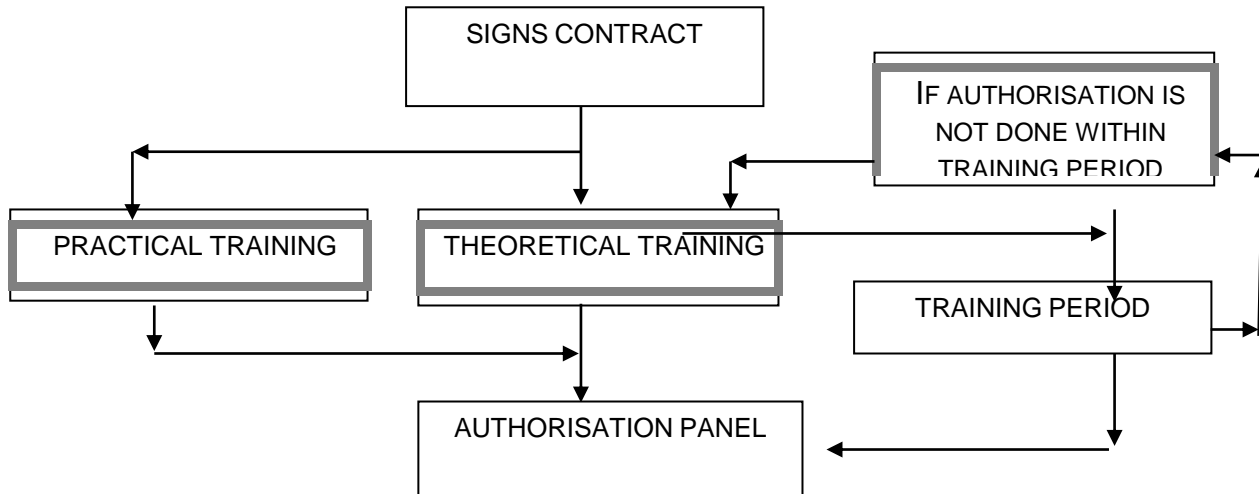 SIGNS CONTRACT
IF AUTHORISATION IS
NOT DONE WITHIN
TRAINING PERIOD
PRACTICAL TRAINING
THEORETICAL TRAINING
TRAINING PERIOD
AUTHORISATION PANEL